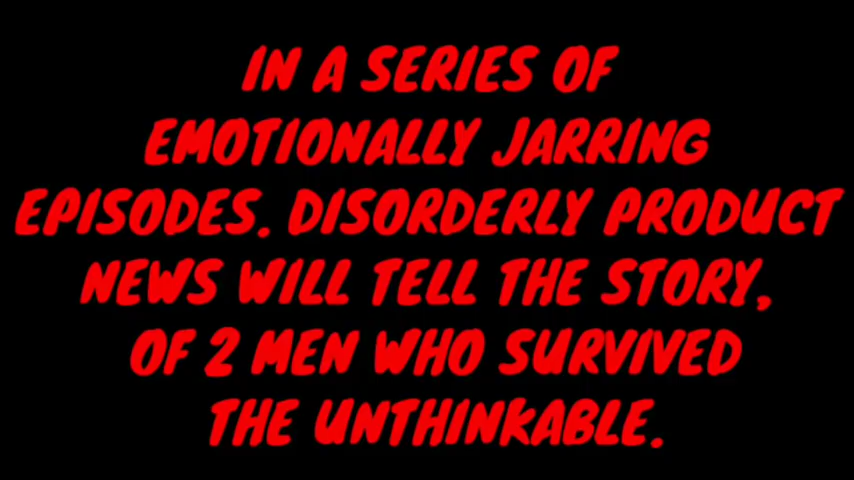 IN A SERIES OF
EMOTIONALLY JARRING
EPISODES. DISORDERLY PRODUCT
NEWS WILL TELL THE STORY,
OF 2 MEN WHO SURVIVED
THE UNTHINKABLE.